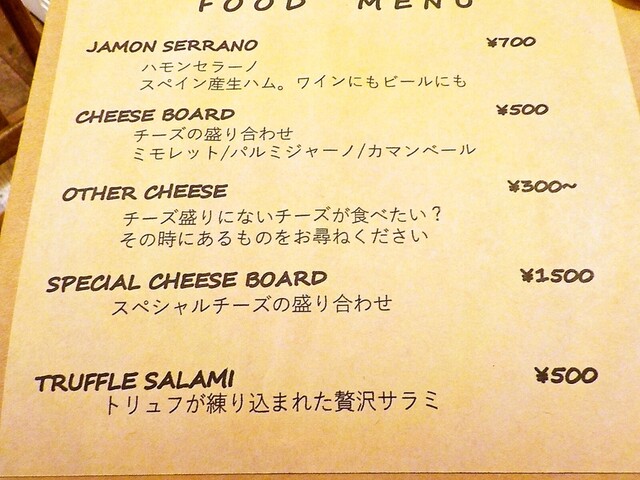 FOOD MENU
JAMON SERRANO ¥700
ハモンセラーノ
スペイン産生ハム。ワインにもビールにも
CHEESE BOARD ¥500
チーズの盛り合わせ
ミモレット/パルミジャーノ/カマンベール
OTHER CHEESE ¥300~
チーズ盛りにないチーズが食べたい？
その時にあるものをお尋ねください
SPECIAL CHEESE BOARD ¥1500
スペシャルチーズの盛り合わせ
TRUFFLE SALAMI ¥500
トリュフが練り込まれた贅沢サラミ